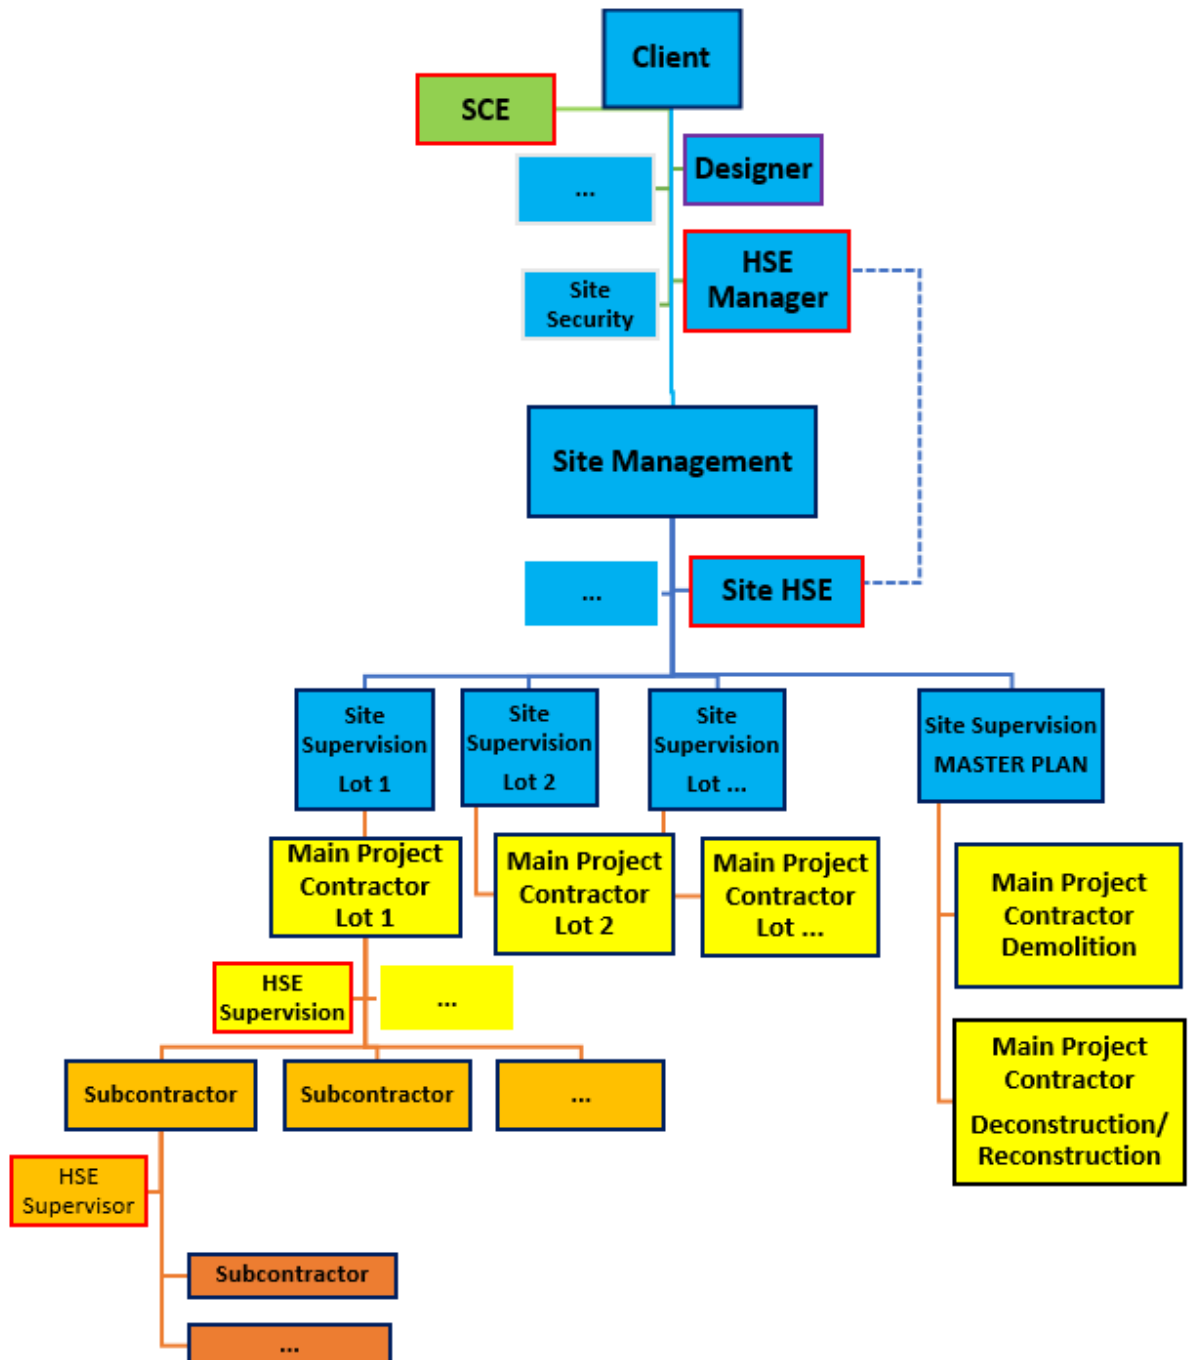 Client
SCE
Designer
...
HSE
Manager
Site
Security
Site Management
...
Site HSE
Site
Supervision
Lot 1
Site
Supervision
Lot 2
Site
Supervision
Lot ...
Site Supervision
MASTER PLAN
Main Project
Contractor
Lot 1
Main Project
Contractor
Lot 2
Main Project
Contractor
Lot ...
Main Project
Contractor
Demolition
HSE
Supervision
...
Main Project
Contractor
Deconstruction/
Reconstruction
Subcontractor
Subcontractor
...
HSE
Supervisor
Subcontractor
...